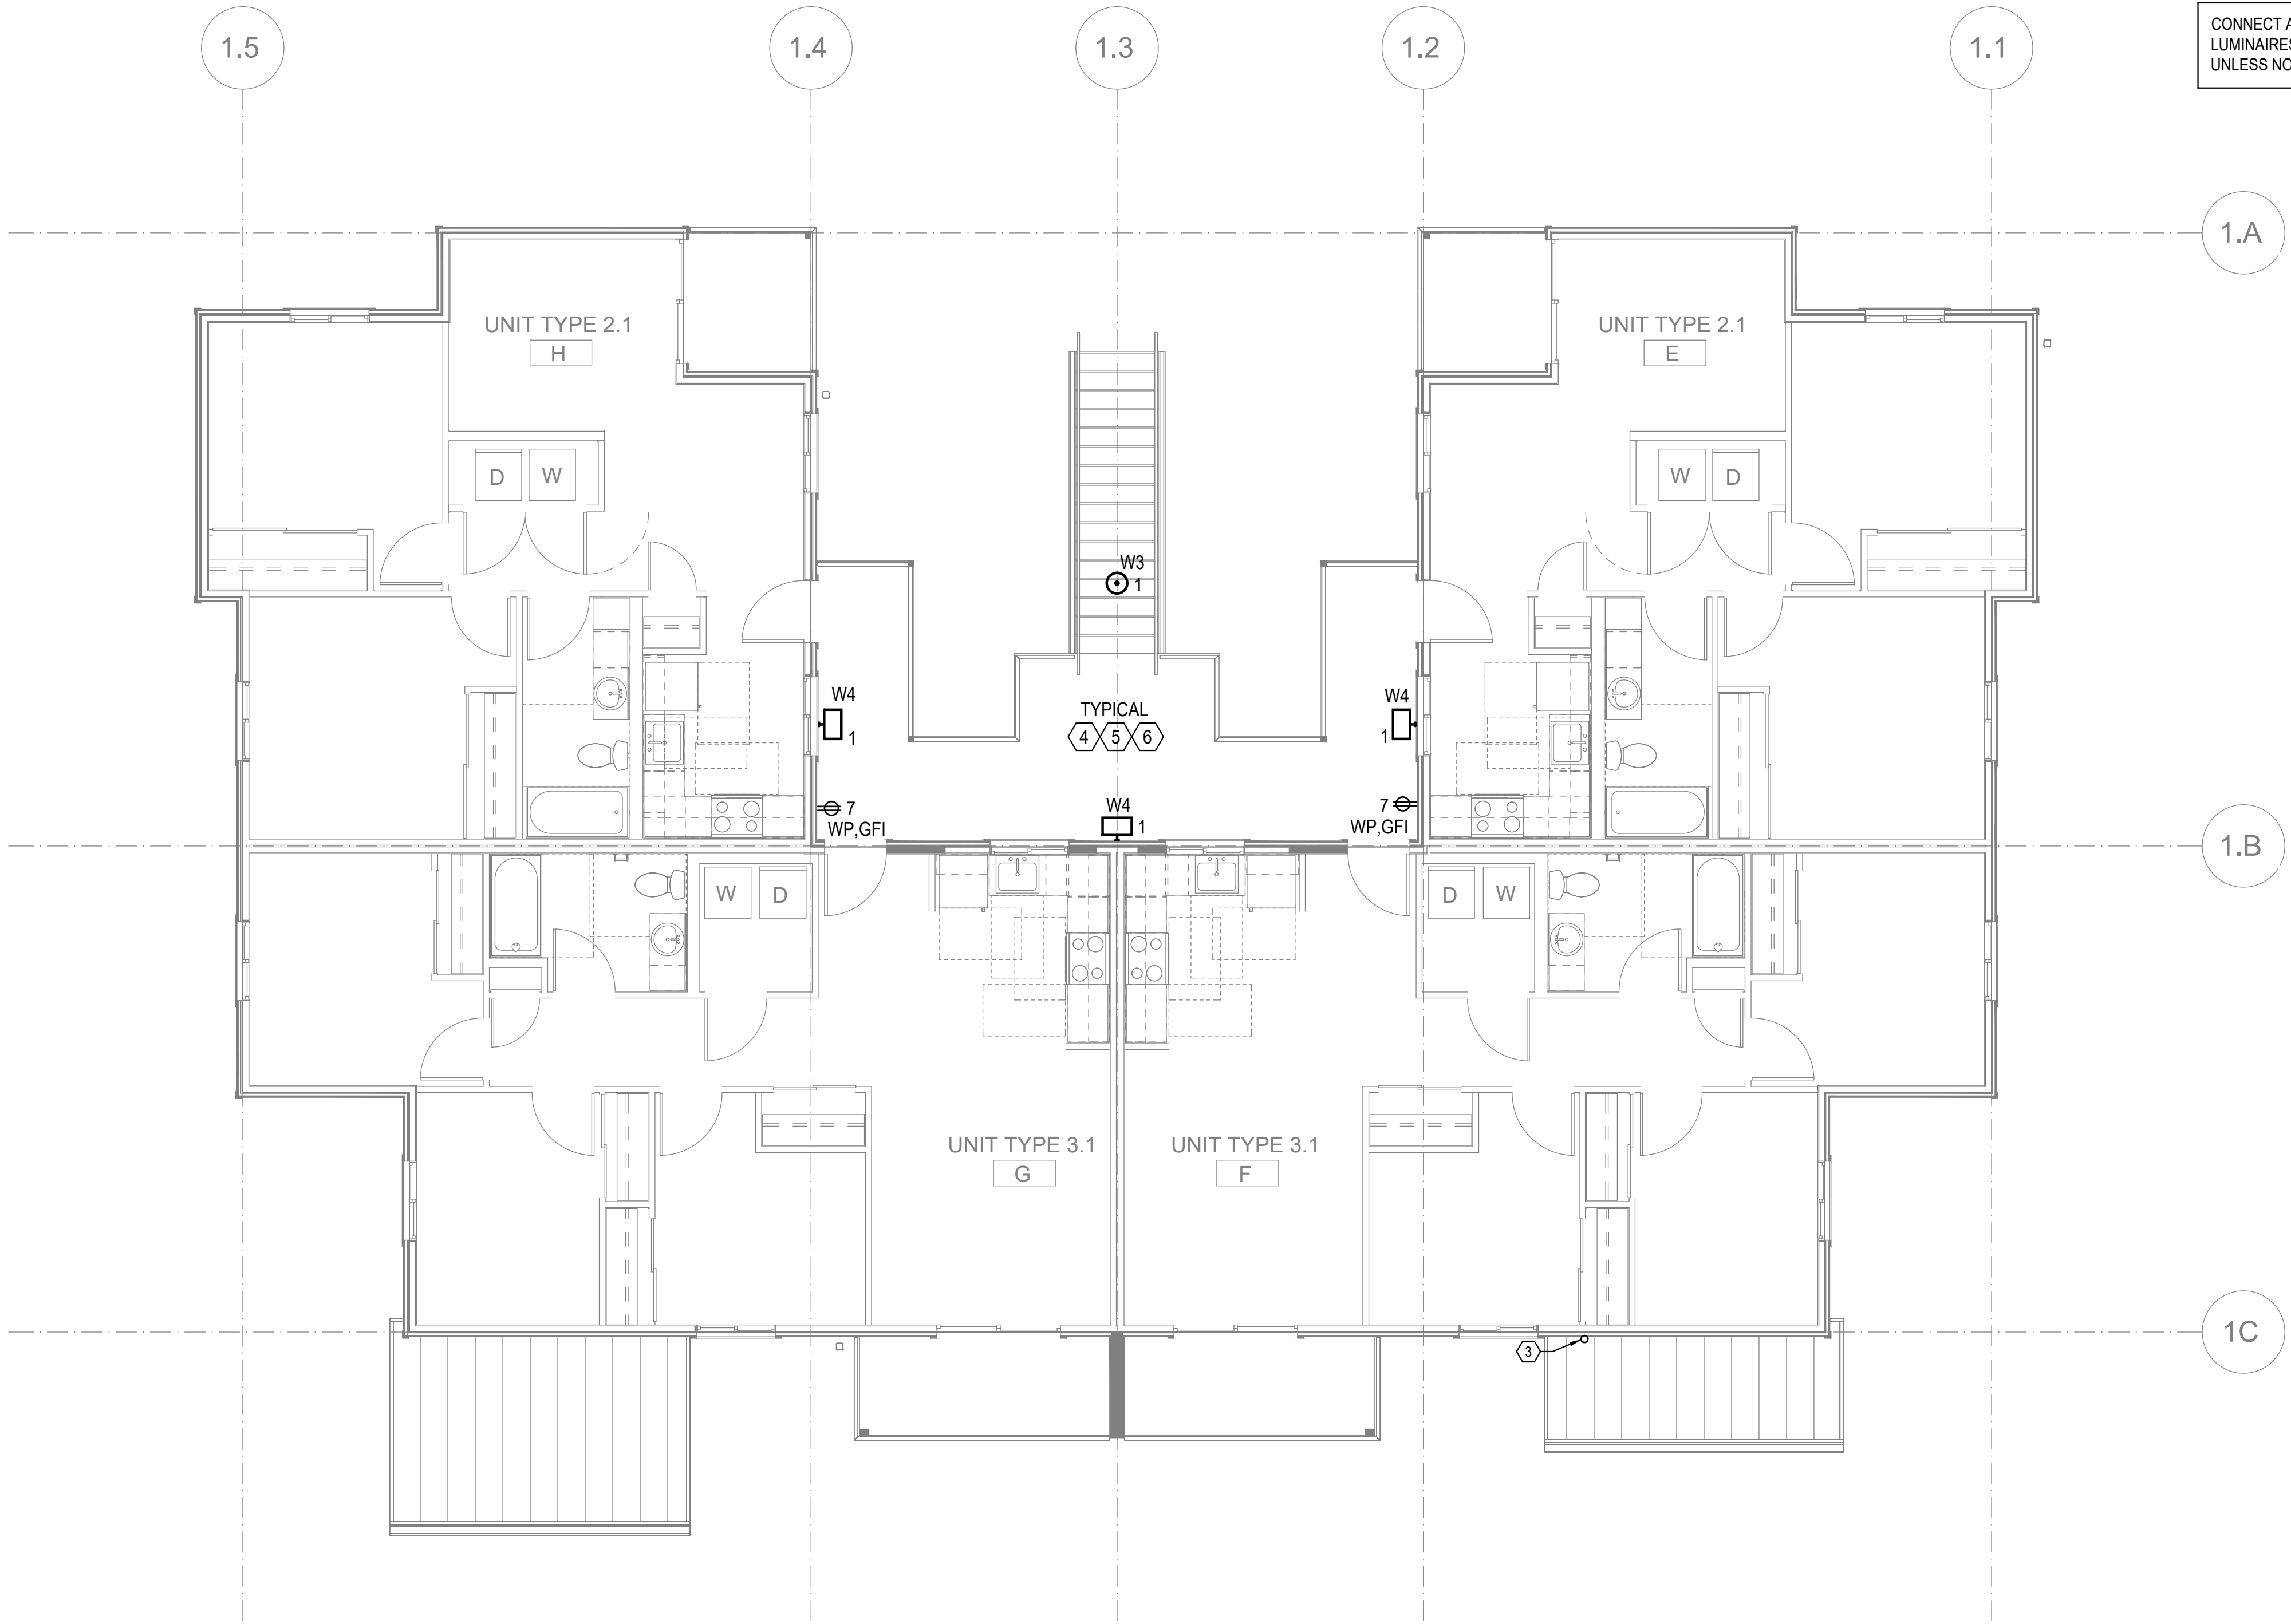 1.5
1.4
1.3
1.2
1.1
CONNECT
LUMINAIRES
UNLESS
1.A
UNIT TYPE 2.1
H
UNIT TYPE 2.1
E
D
W
W
D
W3
1
W4
1
TYPICAL
4 5 6
W4
1
7
WP,GFI
W4
1
7
WP,GFI
1.B
W
D
D
W
UNIT TYPE 3.1
G
UNIT TYPE 3.1
F
3
1C